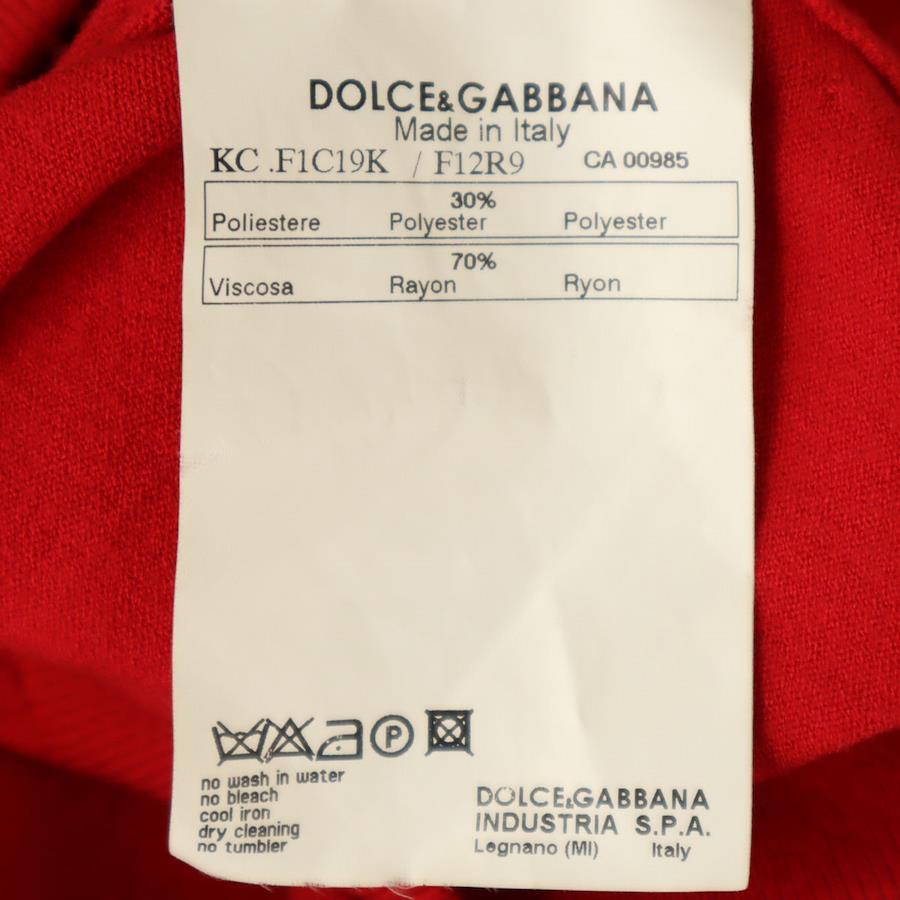 DOLCE&GABBANA
Made in Italy
KC .F1C19K / F12R9 CA 00985
30%
Poliestere Polyester Polyester
70%
Viscosa Rayon Ryon
P
no wash in water
no bleach
cool iron
dry cleaning
no tumbler
DOLCE&GABBANA
INDUSTRIA S.P.A.
Legnano (MI) Italy